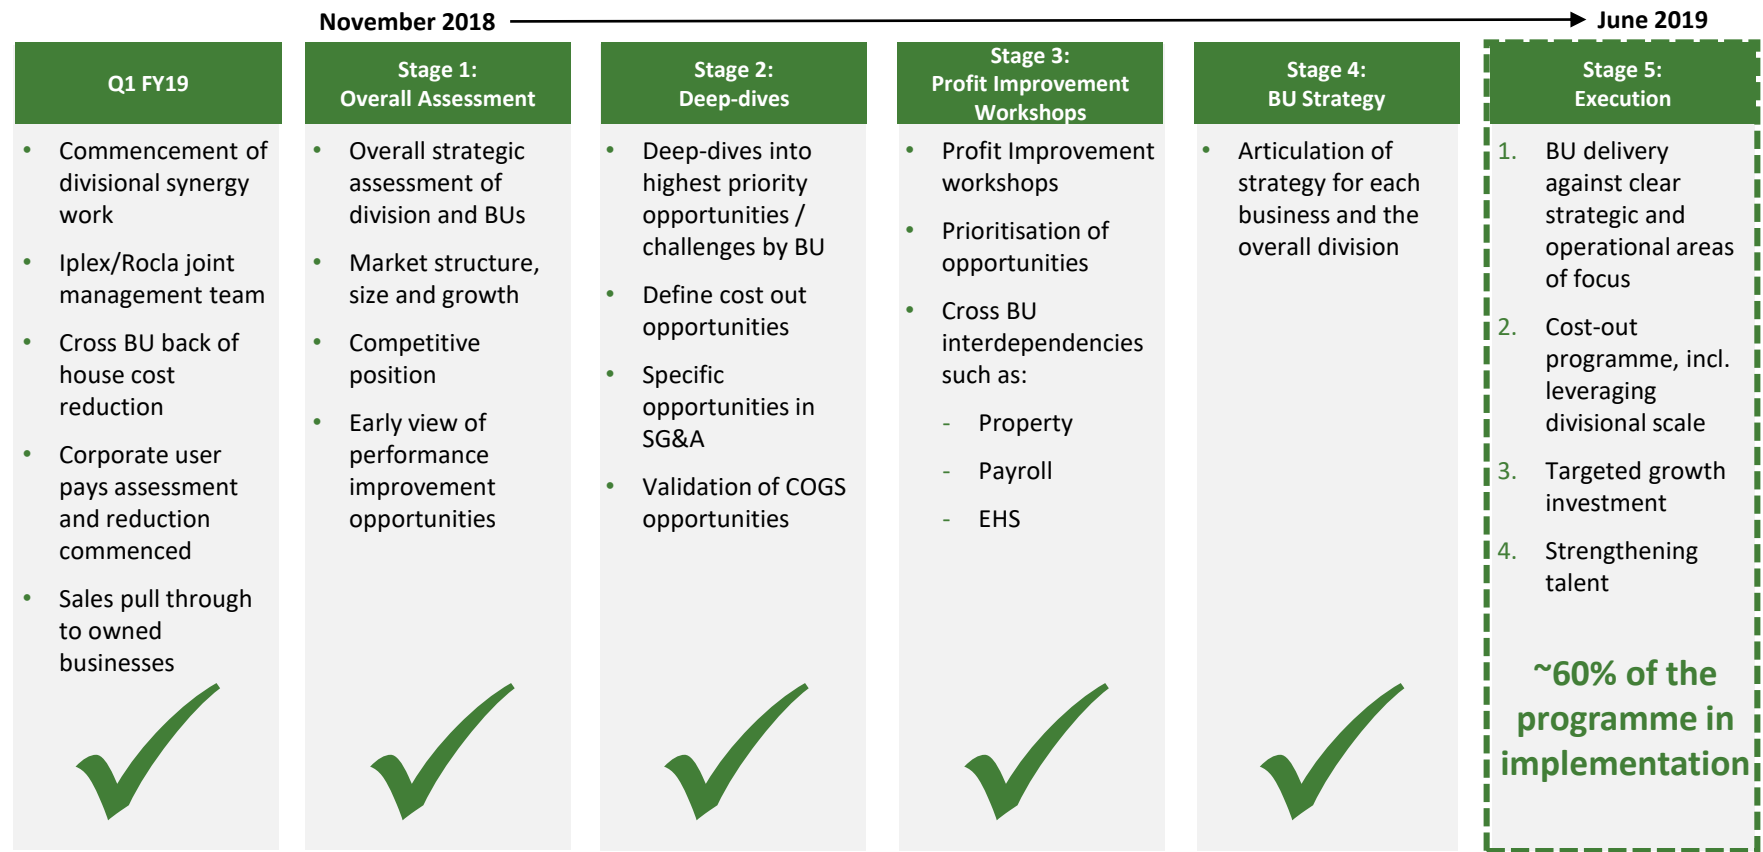 November 2018
June 2019
Q1 FY19
• Commencement of
divisional synergy
work
• Iplex/Rocla joint
management team
• Cross BU back of
house cost
reduction
• Corporate user
pays assessment
and reduction
commenced
• Sales pull through
to owned
businesses
Stage 1:
Overall Assessment
• Overall strategic
assessment of
division and BUs
• Market structure,
size and growth
• Competitive
position
• Early view of
performance
improvement
opportunities
Stage 2:
Deep-dives
• Deep-dives into
highest priority
opportunities /
challenges by BU
• Define cost out
opportunities
• Specific
opportunities in
SG&A
• Validation of COGS
opportunities
Stage 3:
Profit Improvement
Workshops
• Profit Improvement
workshops
• Prioritisation of
opportunities
• Cross BU
interdependencies
such as:
- Property
- Payroll
- EHS
Stage 4:
BU Strategy
• Articulation of
strategy for each
business and the
overall division
Stage 5:
Execution
1. BU delivery
against clear
strategic and
operational areas
of focus
2. Cost-out
programme, incl.
leveraging
divisional scale
3. Targeted growth
investment
4. Strengthening
talent
~60% of the
programme in
implementation